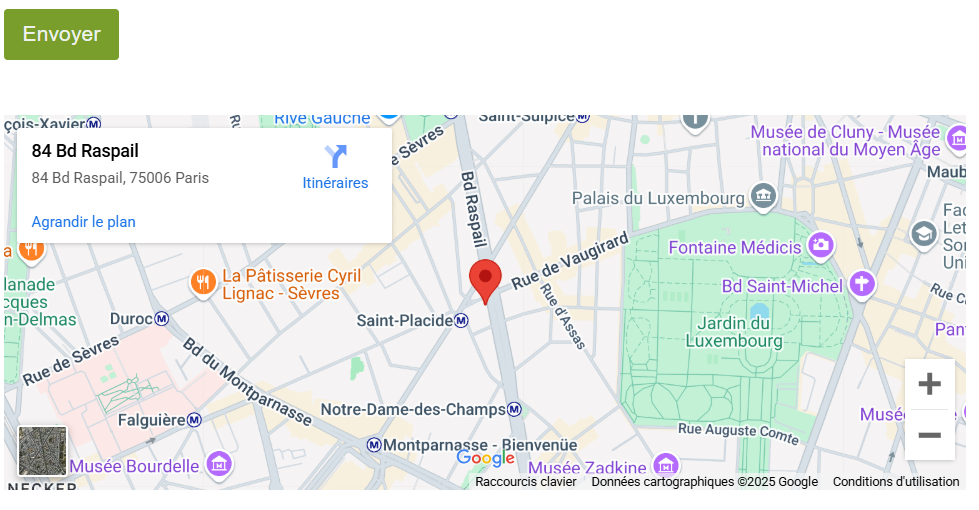 Envoyer
çois-Xavier
Rive Gauche
Saint-Sulpice
84 Bd Raspail
84 Bd Raspail, 75006 Paris
Itinéraires
Agrandir le plan
e Sèvres
Musée de Cluny - Musée
national du Moyen Âge
Maub
Bd Raspail
Palais du Luxembourg
Fac
Let
Sor
Uni
Rue de Vaugirard
Fontaine Médicis
a
La Pâtisserie Cyril
Lignac - Sèvres
Bd Saint-Michel
Rue C
lanade
cques
n-Delmas
Duroc
Saint-Placide
Rue d'Assas
Jardin du
Luxembourg
Pant
Rue de Sèvres
Bd du Montparnasse
Falguière
Notre-Dame-des-Champs
Musé
Rue Auguste Comte
Montparnasse - Bienvenüe
Google
Musée Bourdelle
Musée Zadkine
NECKER
Raccourcis clavier
Données cartographiques ©2025 Google
Conditions d'utilisation